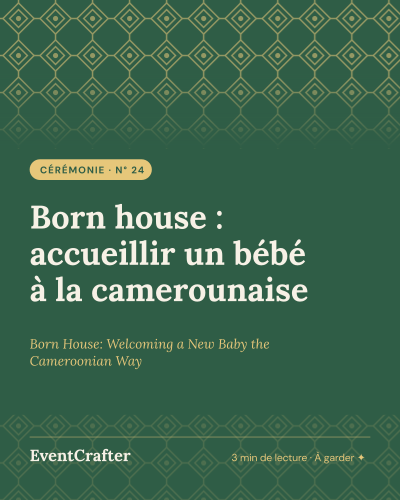 CÉRÉMONIE · N° 24
Born house :
accueillir un bébé
à la camerounaise
Born House: Welcoming a New Baby the
Cameroonian Way
EventCrafter
3 min de lecture · À garder ✦